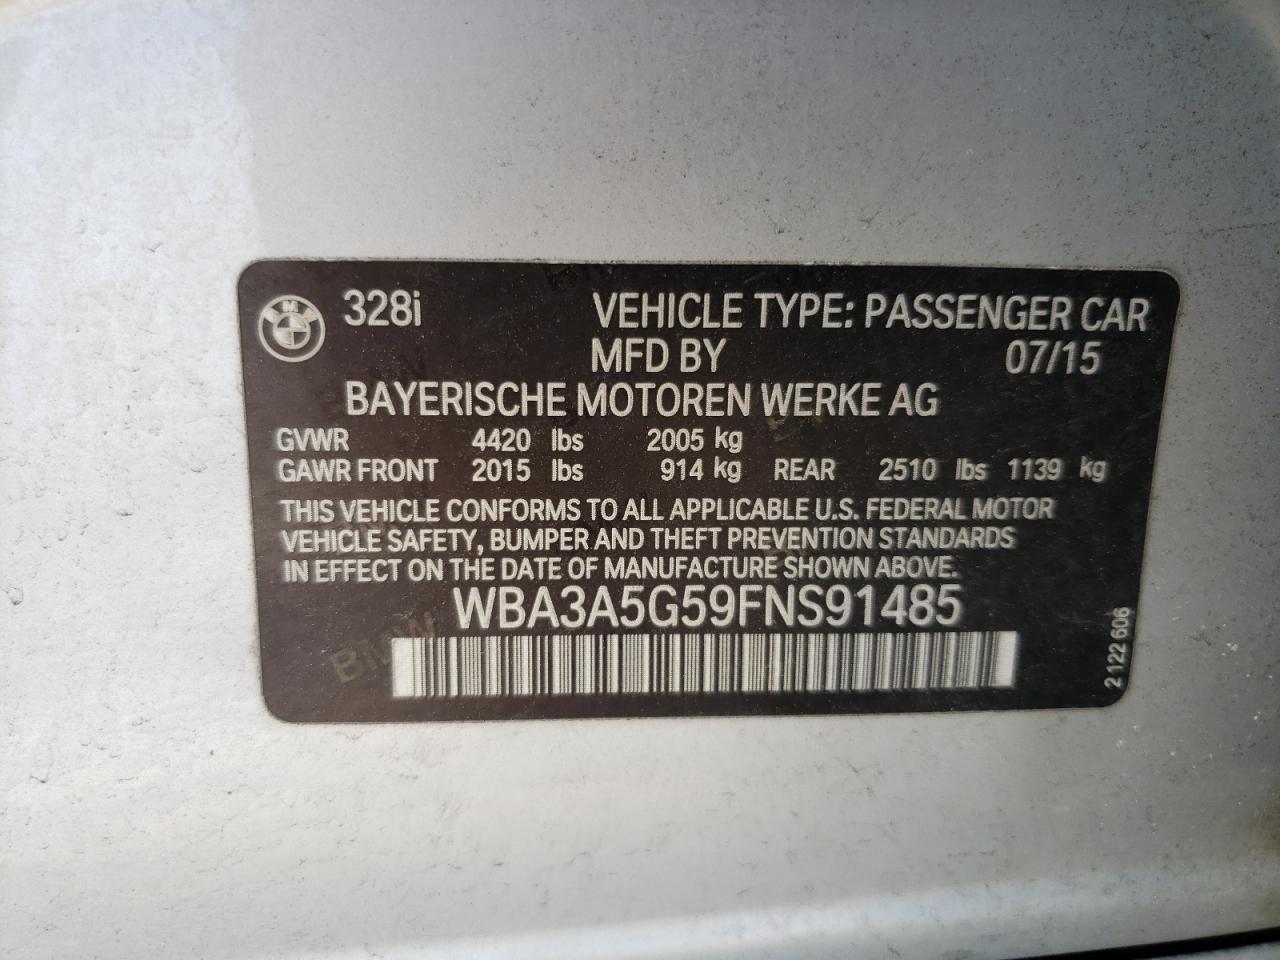 328i VEHICLE TYPE: PASSENGER CAR
MFD BY 07/15
BAYERISCHE MOTOREN WERKE AG
GVWR 4420 lbs 2005 kg
GAWR FRONT 2015 lbs 914 kg REAR 2510 lbs 1139 kg
THIS VEHICLE CONFORMS TO ALL APPLICABLE U.S. FEDERAL MOTOR
VEHICLE SAFETY, BUMPER AND THEFT PREVENTION STANDARDS
IN EFFECT ON THE DATE OF MANUFACTURE SHOWN ABOVE.
WBA3A5G59FNS91485
BMW
2 122 606